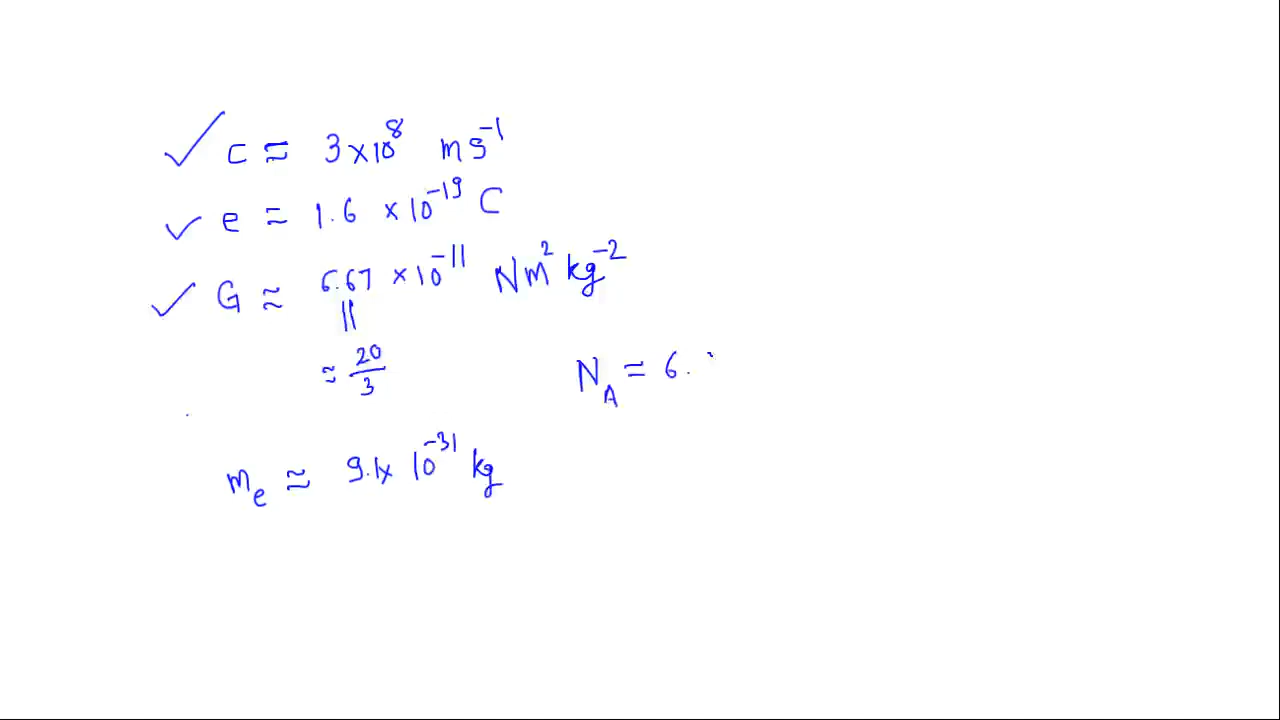 ✓ c ≈ 3×10⁸ ms⁻¹
✓ e ≈ 1.6 ×10⁻¹⁹ C
✓ G ≈ 6.67 ×10⁻¹¹ Nm² kg⁻²
||
≈ 20/3
N_A ≈ 6.
m_e ≈ 9.1× 10⁻³¹ kg